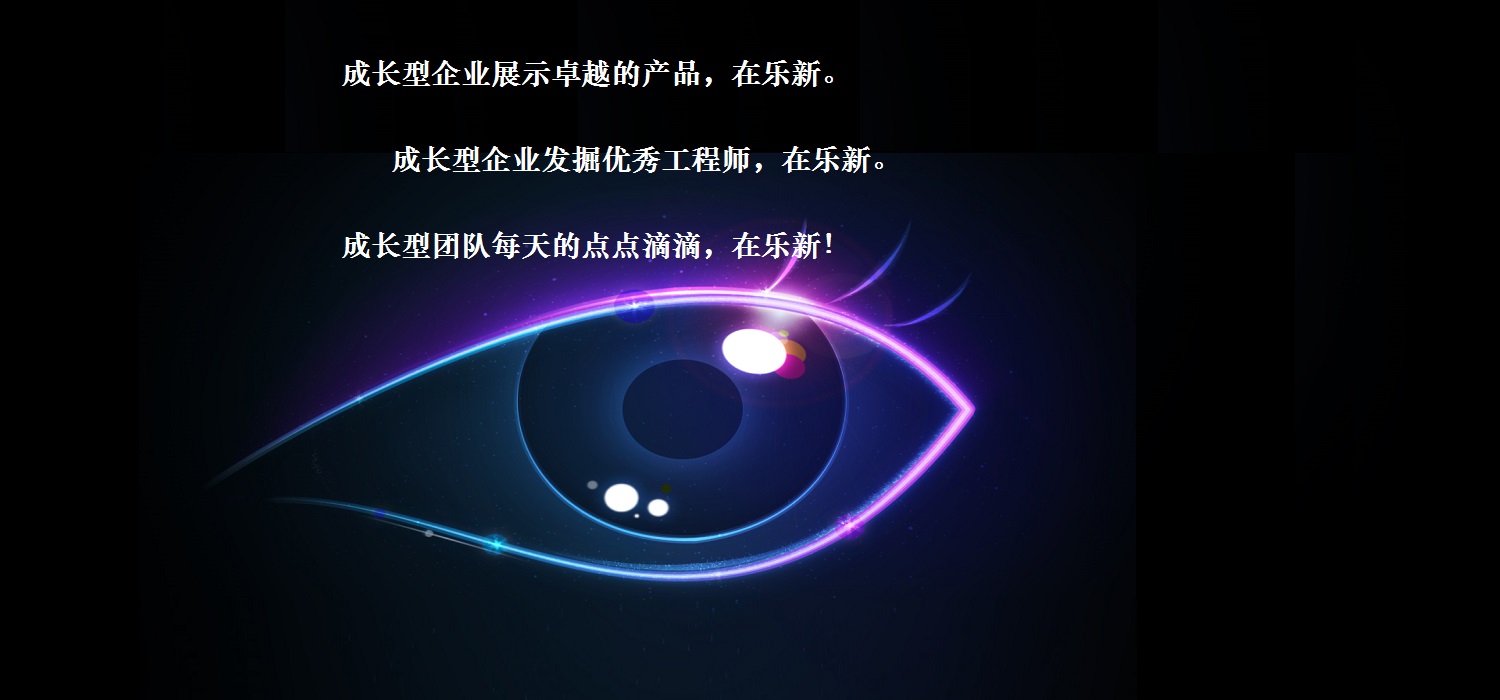 成长型企业展示卓越的产品，在乐新。
成长型企业发掘优秀工程师，在乐新。
成长型团队每天的点点滴滴，在乐新！